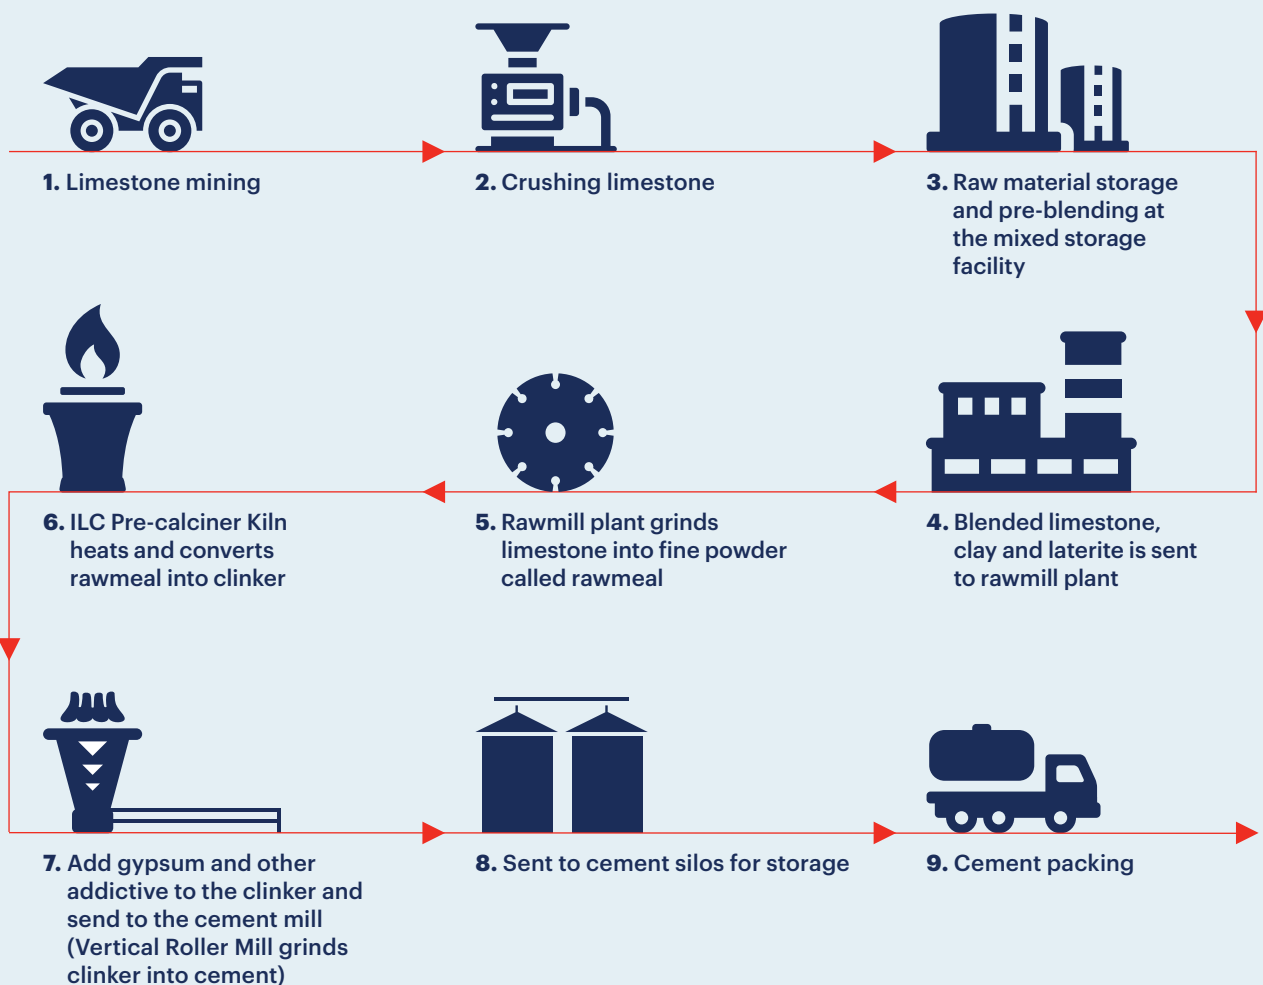 1. Limestone mining
2. Crushing limestone
3. Raw material storage
and pre-blending at
the mixed storage
facility
4. Blended limestone,
clay and laterite is sent
to rawmill plant
5. Rawmill plant grinds
limestone into fine powder
called rawmeal
6. ILC Pre-calciner Kiln
heats and converts
rawmeal into clinker
7. Add gypsum and other
addictive to the clinker and
send to the cement mill
(Vertical Roller Mill grinds
clinker into cement)
8. Sent to cement silos for storage
9. Cement packing